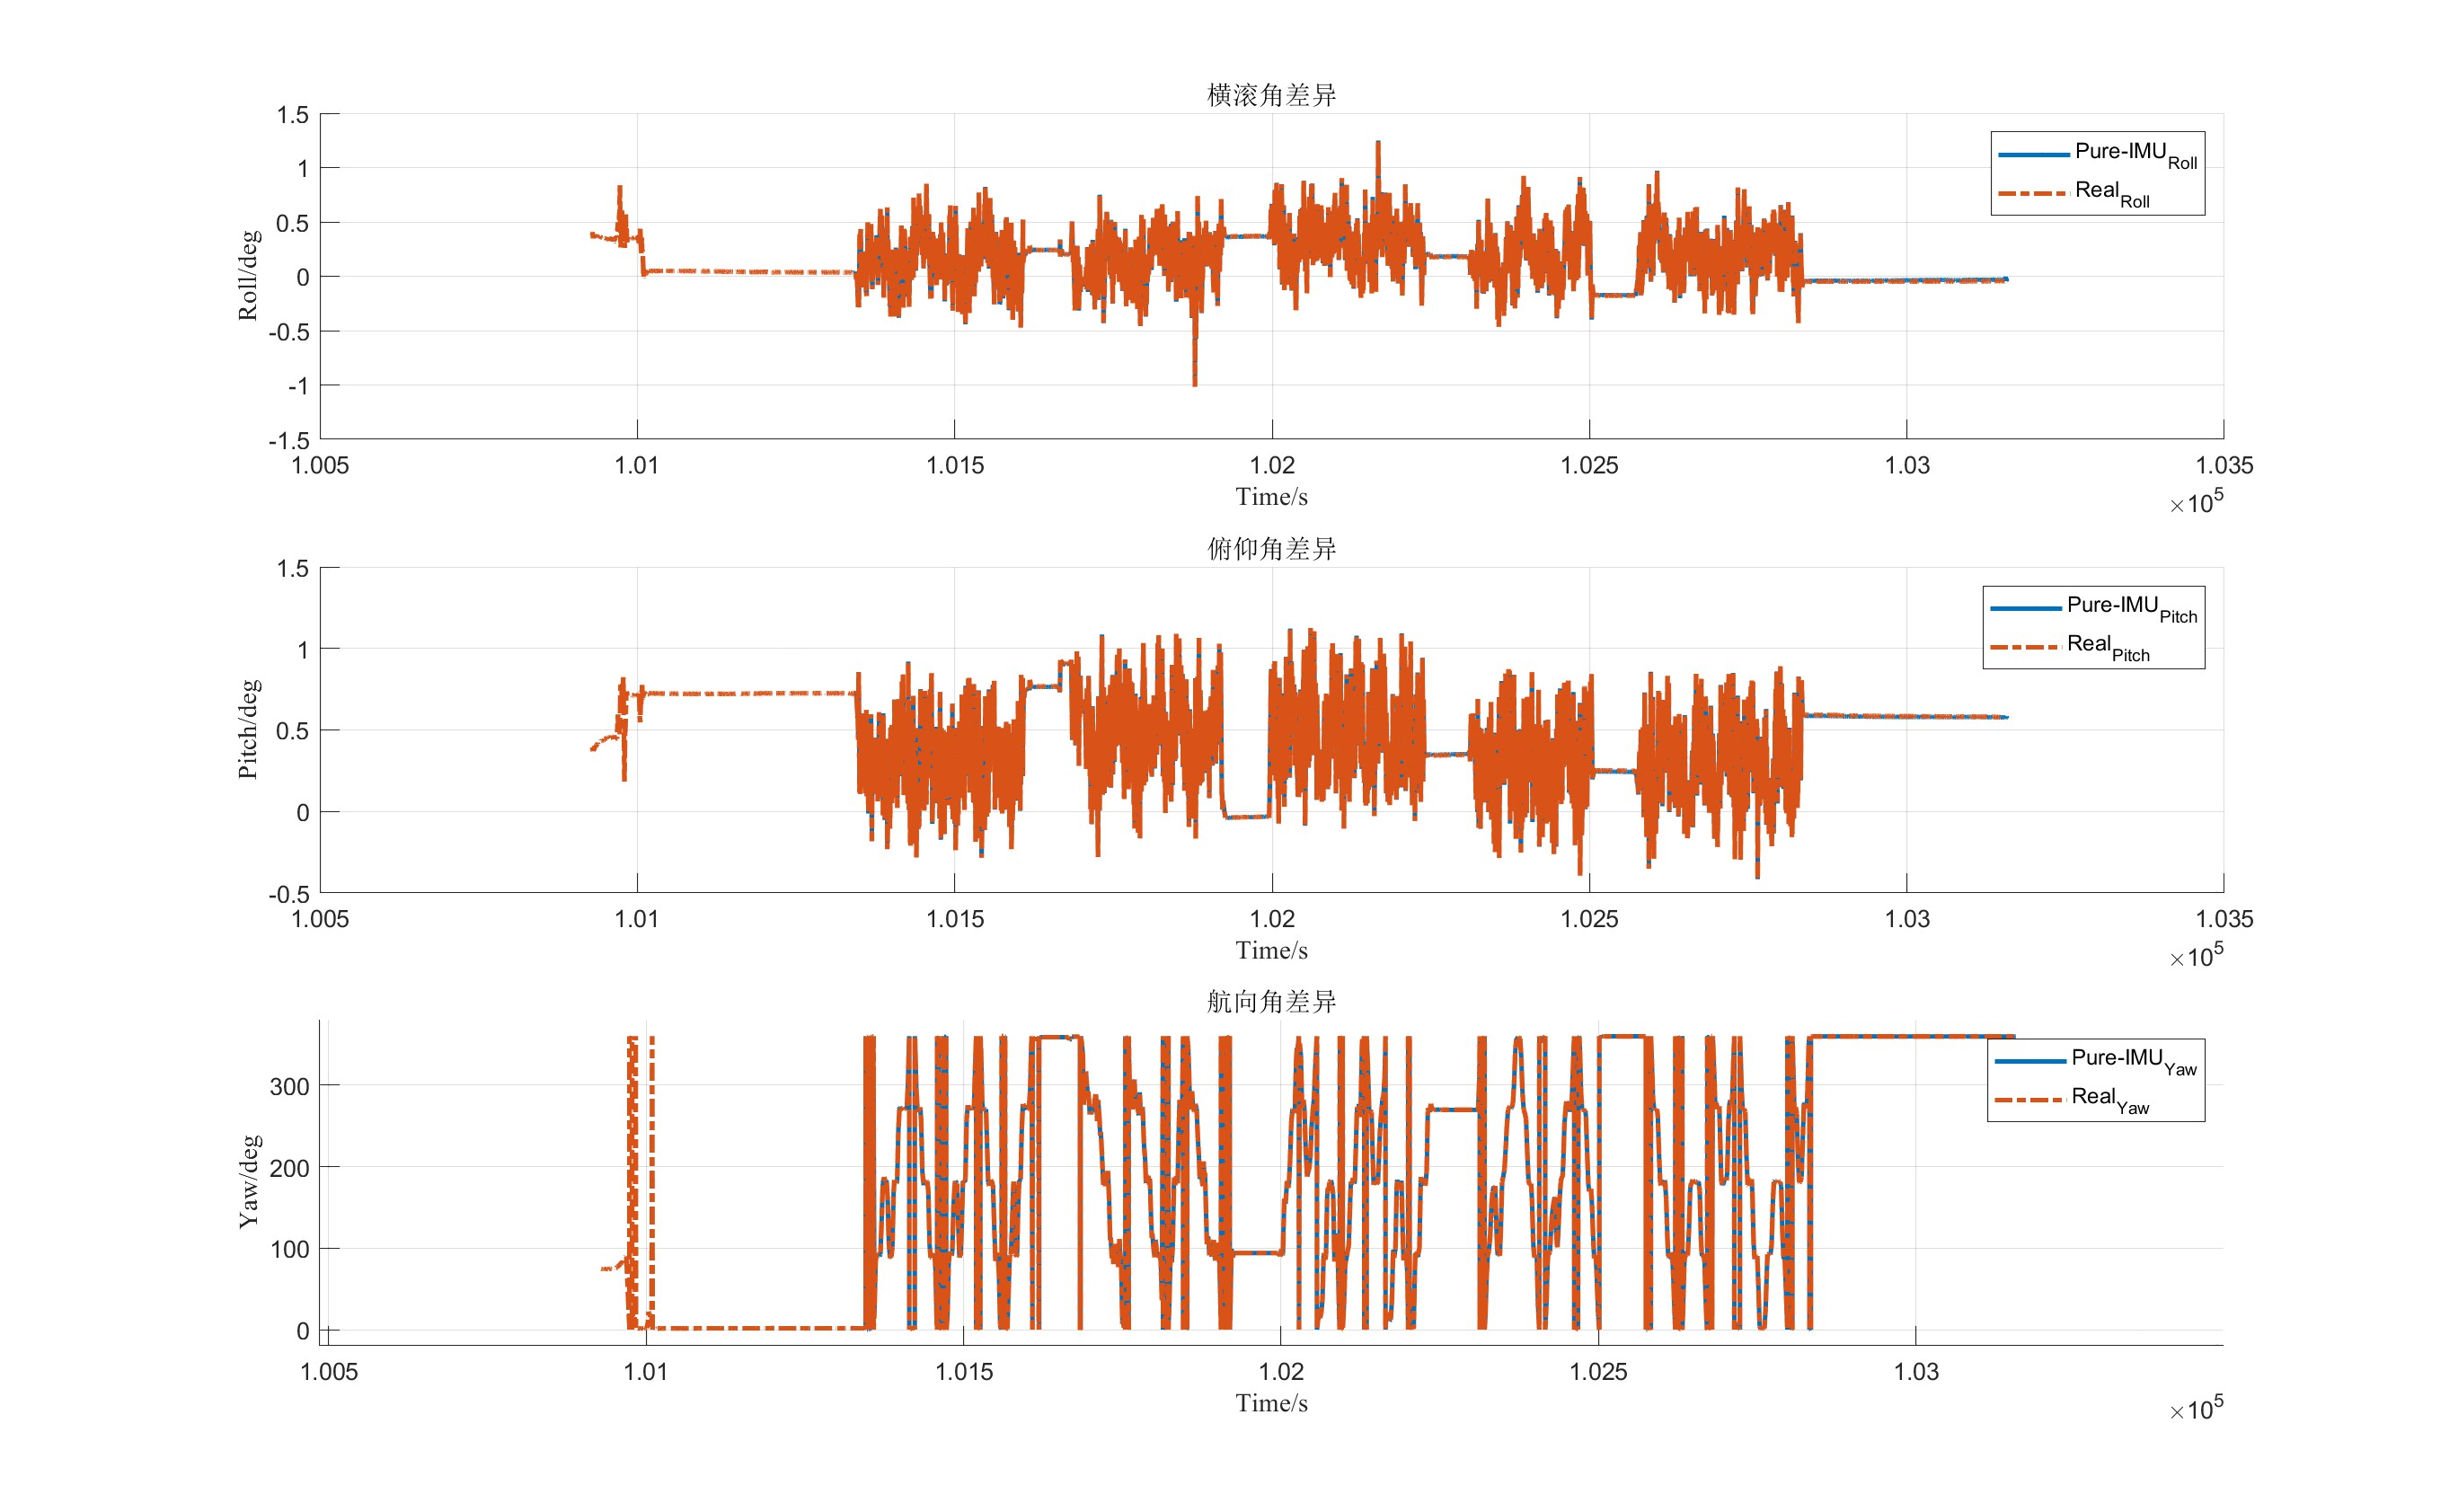 横滚角差异
1.5
1
0.5
0
-0.5
-1
-1.5
Roll/deg
Pure-IMU_Roll
Real_Roll
1.005 1.01 1.015 1.02 1.025 1.03 1.035
Time/s
×10^5
俯仰角差异
1.5
1
0.5
0
-0.5
Pitch/deg
Pure-IMU_Pitch
Real_Pitch
1.005 1.01 1.015 1.02 1.025 1.03 1.035
Time/s
×10^5
航向角差异
300
200
100
0
Yaw/deg
Pure-IMU_Yaw
Real_Yaw
1.005 1.01 1.015 1.02 1.025 1.03
Time/s
×10^5